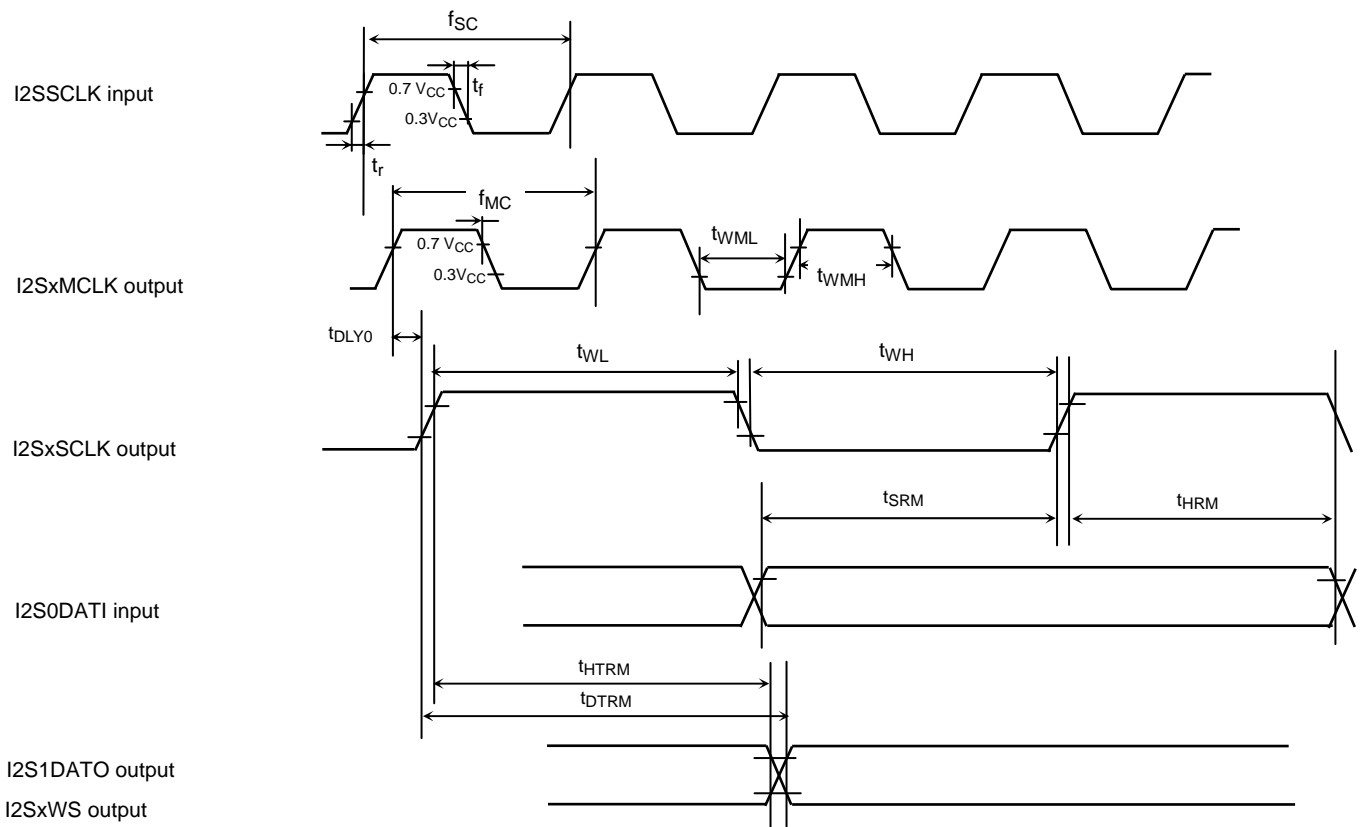 fSC
I2SSCLK input
0.7 VCC
tf
0.3VCC
tr
fMC
I2SxMCLK output
0.7 VCC
0.3VCC
tWML
tWMH
tDLY0
tWL
tWH
I2SxSCLK output
tSRM
tHRM
I2S0DATI input
tHTRM
tDTRM
I2S1DATO output
I2SxWS output